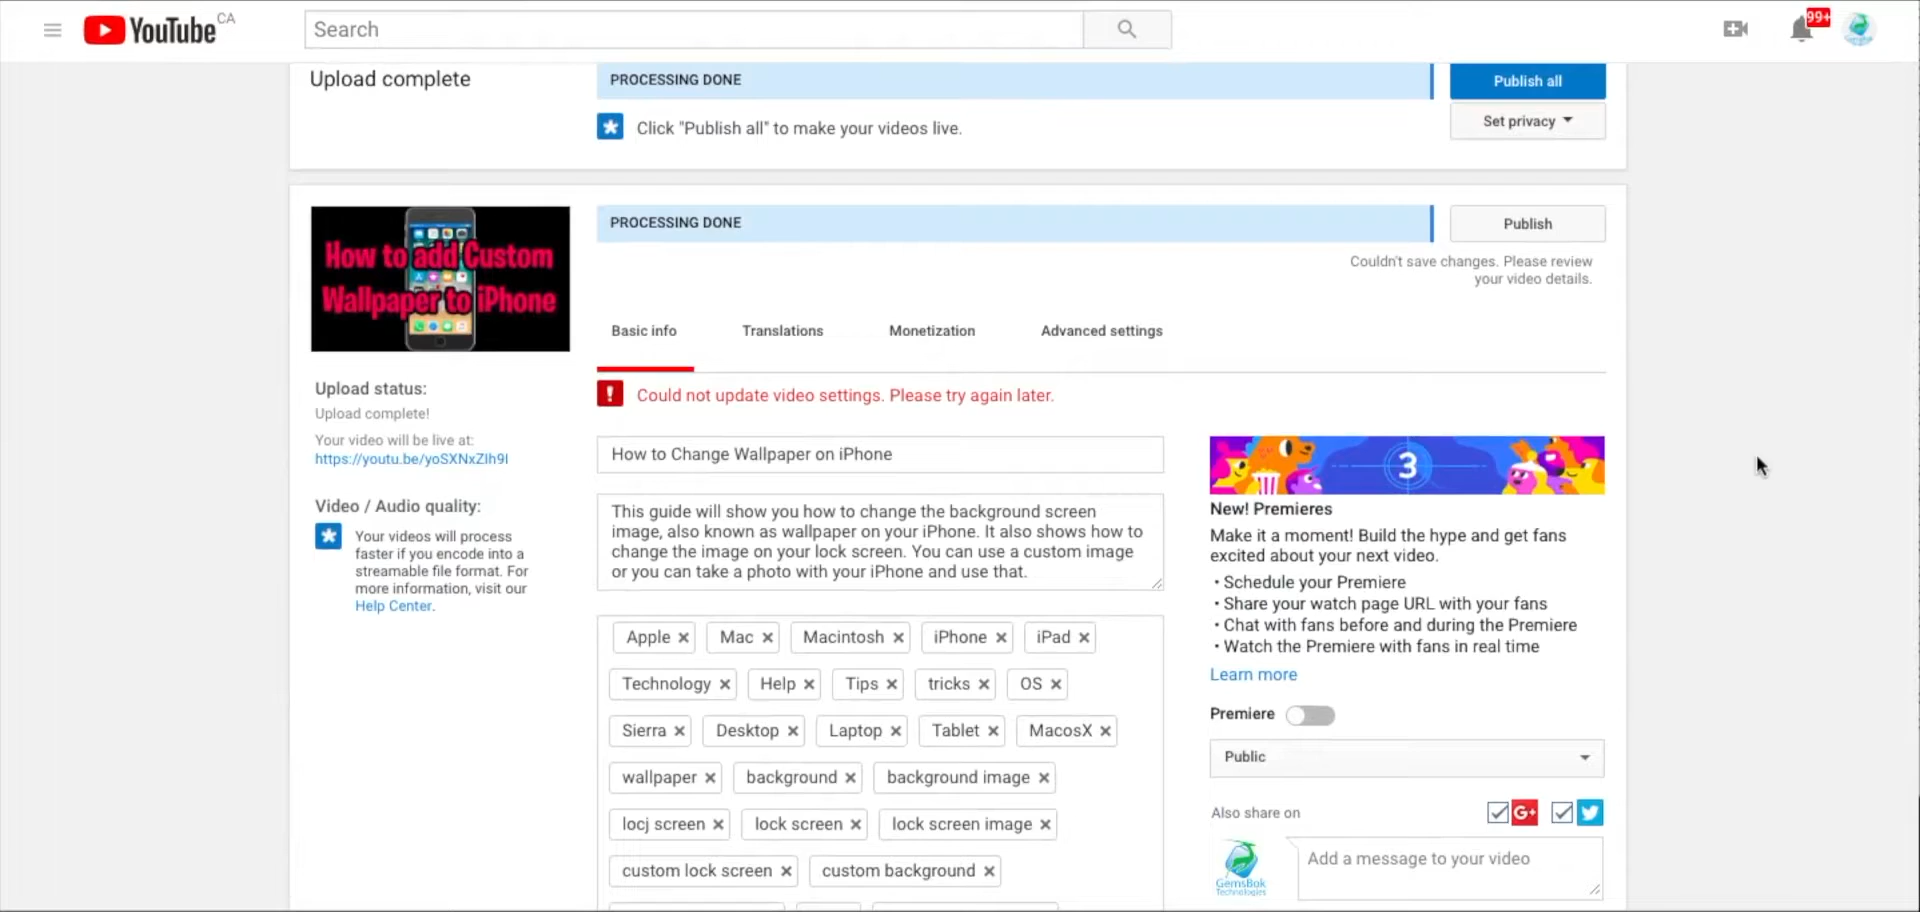 YouTube CA
Search
99+
Upload complete
PROCESSING DONE
Publish all
Click "Publish all" to make your videos live.
Set privacy
How to add Custom
Wallpaper to iPhone
PROCESSING DONE
Publish
Couldn't save changes. Please review
your video details.
Basic info
Translations
Monetization
Advanced settings
Could not update video settings. Please try again later.
Upload status:
Upload complete!
Your video will be live at:
https://youtu.be/yoSXNxZIh9I
Video / Audio quality:
Your videos will process
faster if you encode into a
streamable file format. For
more information, visit our
Help Center.
How to Change Wallpaper on iPhone
This guide will show you how to change the background screen
image, also known as wallpaper on your iPhone. It also shows how to
change the image on your lock screen. You can use a custom image
or you can take a photo with your iPhone and use that.
Apple Mac Macintosh iPhone iPad
Technology Help Tips tricks OS
Sierra Desktop Laptop Tablet MacosX
wallpaper background background image
locj screen lock screen lock screen image
custom lock screen custom background
3
New! Premieres
Make it a moment! Build the hype and get fans
excited about your next video.
• Schedule your Premiere
• Share your watch page URL with your fans
• Chat with fans before and during the Premiere
• Watch the Premiere with fans in real time
Learn more
Premiere
Public
Also share on
G+
GemsBok
Technologies
Add a message to your video